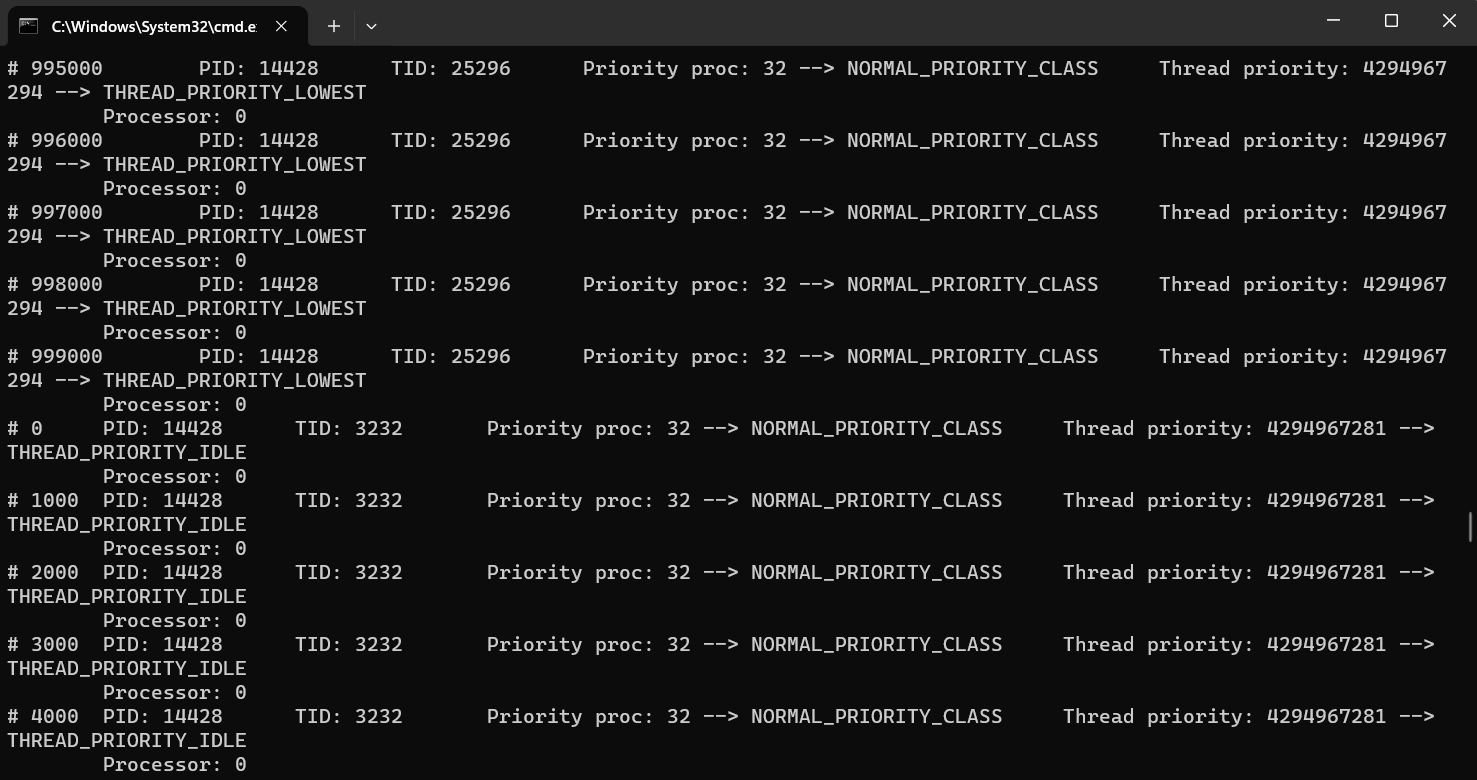 C:\Windows\System32\cmd.e
# 995000        PID: 14428      TID: 25296      Priority proc: 32 --> NORMAL_PRIORITY_CLASS     Thread priority: 4294967
294 --> THREAD_PRIORITY_LOWEST
        Processor: 0
# 996000        PID: 14428      TID: 25296      Priority proc: 32 --> NORMAL_PRIORITY_CLASS     Thread priority: 4294967
294 --> THREAD_PRIORITY_LOWEST
        Processor: 0
# 997000        PID: 14428      TID: 25296      Priority proc: 32 --> NORMAL_PRIORITY_CLASS     Thread priority: 4294967
294 --> THREAD_PRIORITY_LOWEST
        Processor: 0
# 998000        PID: 14428      TID: 25296      Priority proc: 32 --> NORMAL_PRIORITY_CLASS     Thread priority: 4294967
294 --> THREAD_PRIORITY_LOWEST
        Processor: 0
# 999000        PID: 14428      TID: 25296      Priority proc: 32 --> NORMAL_PRIORITY_CLASS     Thread priority: 4294967
294 --> THREAD_PRIORITY_LOWEST
        Processor: 0
# 0     PID: 14428      TID: 3232       Priority proc: 32 --> NORMAL_PRIORITY_CLASS     Thread priority: 4294967281 -->
THREAD_PRIORITY_IDLE
        Processor: 0
# 1000  PID: 14428      TID: 3232       Priority proc: 32 --> NORMAL_PRIORITY_CLASS     Thread priority: 4294967281 -->
THREAD_PRIORITY_IDLE
        Processor: 0
# 2000  PID: 14428      TID: 3232       Priority proc: 32 --> NORMAL_PRIORITY_CLASS     Thread priority: 4294967281 -->
THREAD_PRIORITY_IDLE
        Processor: 0
# 3000  PID: 14428      TID: 3232       Priority proc: 32 --> NORMAL_PRIORITY_CLASS     Thread priority: 4294967281 -->
THREAD_PRIORITY_IDLE
        Processor: 0
# 4000  PID: 14428      TID: 3232       Priority proc: 32 --> NORMAL_PRIORITY_CLASS     Thread priority: 4294967281 -->
THREAD_PRIORITY_IDLE
        Processor: 0